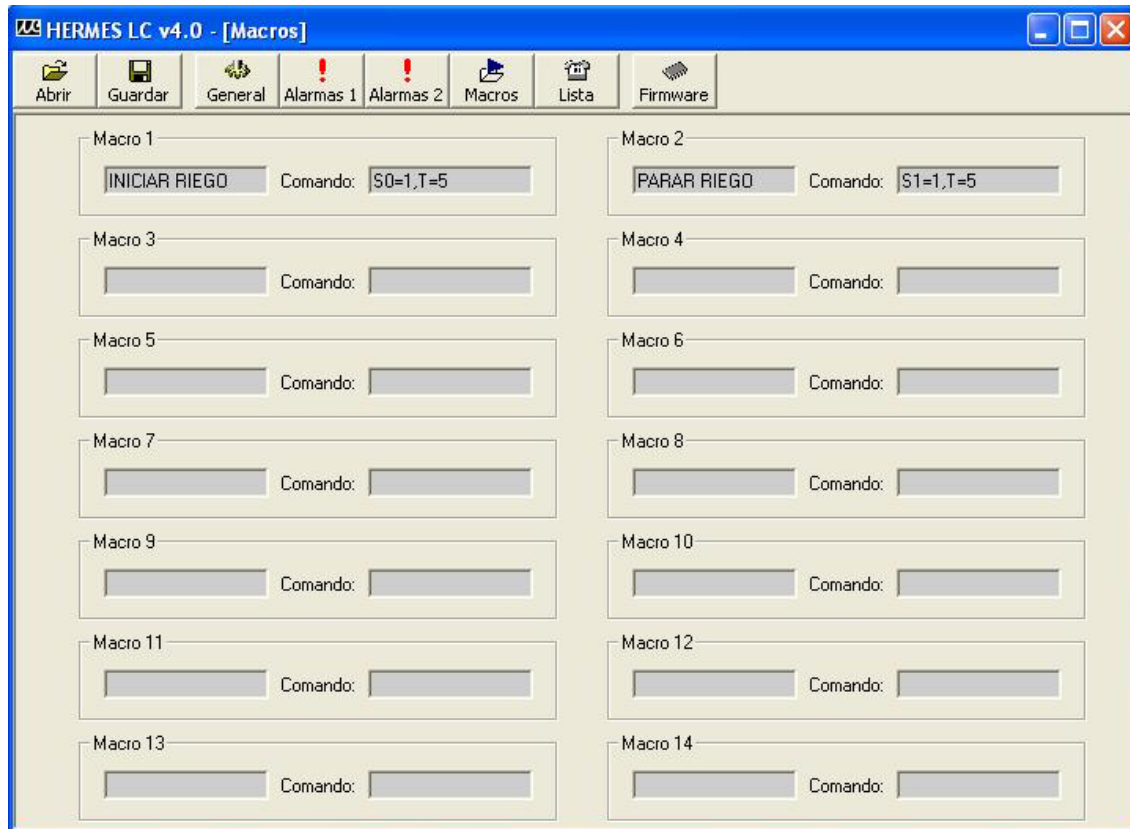 HERMES LC v4.0 - [Macros]
Abrir Guardar General Alarmas 1 Alarmas 2 Macros Lista Firmware
Macro 1 Macro 2
INICIAR RIEGO Comando: S0=1,T=5 PARAR RIEGO Comando: S1=1,T=5
Macro 3 Macro 4
Comando: Comando:
Macro 5 Macro 6
Comando: Comando:
Macro 7 Macro 8
Comando: Comando:
Macro 9 Macro 10
Comando: Comando:
Macro 11 Macro 12
Comando: Comando:
Macro 13 Macro 14
Comando: Comando: